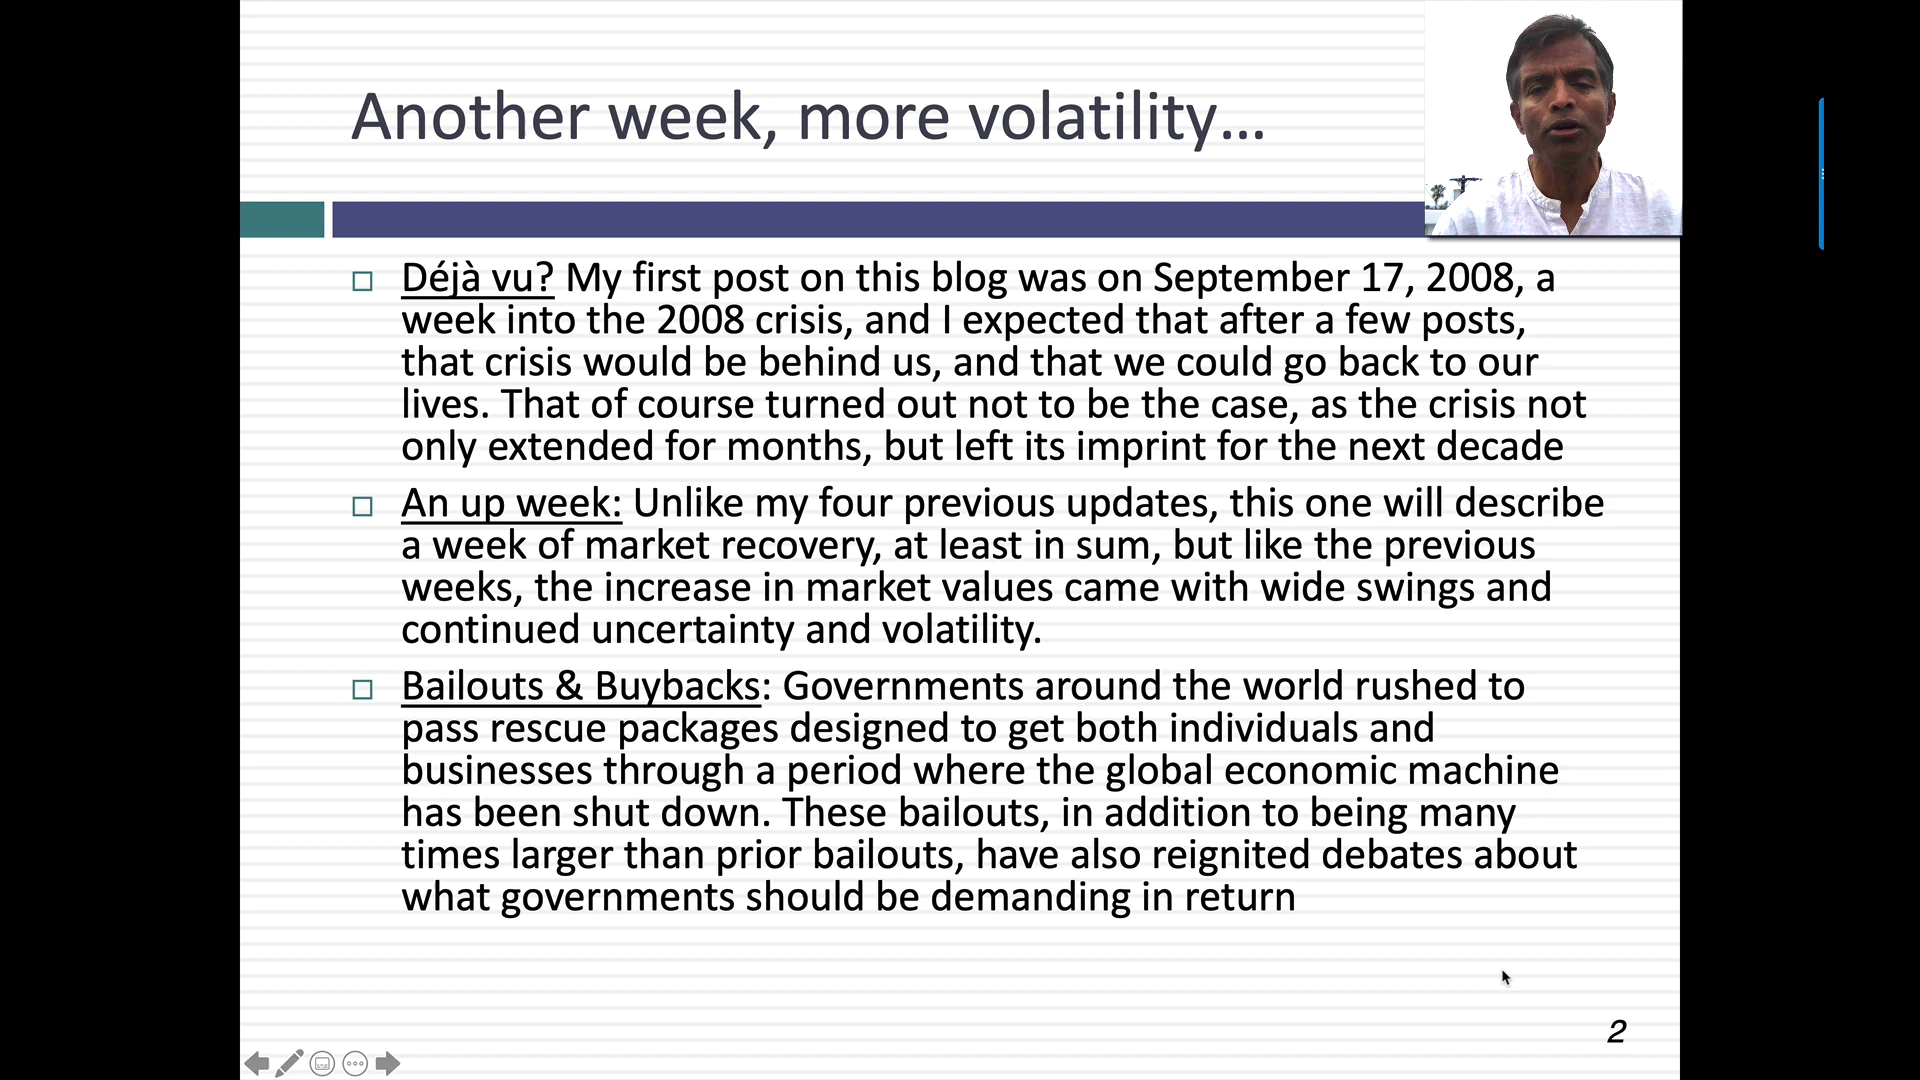 Another week, more volatility…
Déjà vu? My first post on this blog was on September 17, 2008, a
week into the 2008 crisis, and I expected that after a few posts,
that crisis would be behind us, and that we could go back to our
lives. That of course turned out not to be the case, as the crisis not
only extended for months, but left its imprint for the next decade
An up week: Unlike my four previous updates, this one will describe
a week of market recovery, at least in sum, but like the previous
weeks, the increase in market values came with wide swings and
continued uncertainty and volatility.
Bailouts & Buybacks: Governments around the world rushed to
pass rescue packages designed to get both individuals and
businesses through a period where the global economic machine
has been shut down. These bailouts, in addition to being many
times larger than prior bailouts, have also reignited debates about
what governments should be demanding in return
2